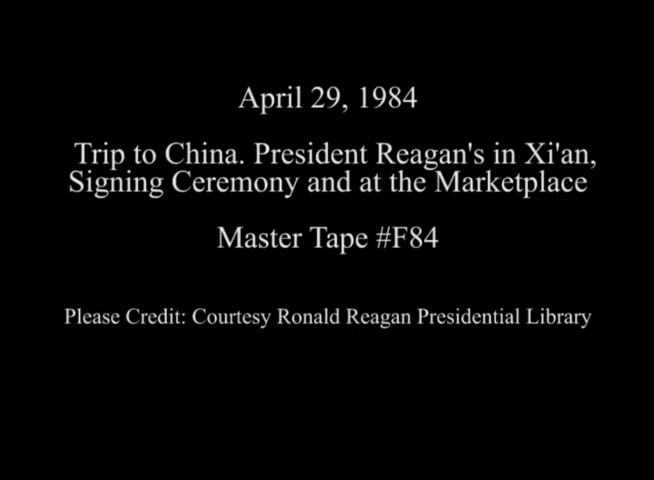 April 29, 1984
Trip to China. President Reagan's in Xi'an,
Signing Ceremony and at the Marketplace
Master Tape #F84
Please Credit: Courtesy Ronald Reagan Presidential Library